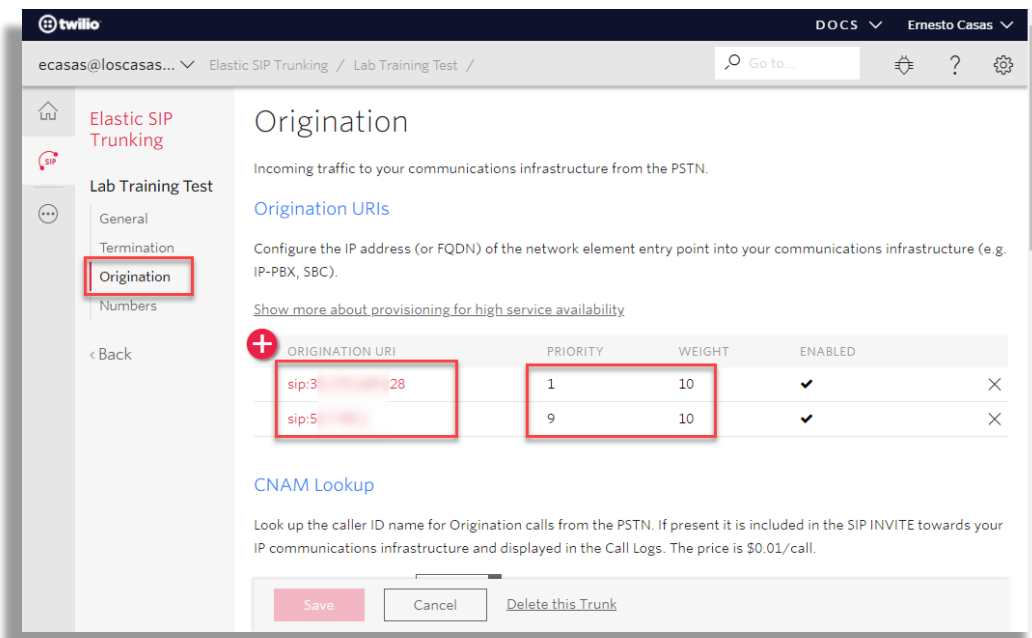 twilio
DOCS
Ernesto Casas
ecasas@loscasas...
Elastic SIP Trunking / Lab Training Test /
Go to...
?
SIP
Elastic SIP
Trunking
Lab Training Test
General
Termination
Origination
Numbers
< Back
Origination
Incoming traffic to your communications infrastructure from the PSTN.
Origination URIs
Configure the IP address (or FQDN) of the network element entry point into your communications infrastructure (e.g.
IP-PBX, SBC).
Show more about provisioning for high service availability
ORIGINATION URI PRIORITY WEIGHT ENABLED
sip:3 28 1 10
sip:5 9 10
CNAM Lookup
Look up the caller ID name for Origination calls from the PSTN. If present it is included in the SIP INVITE towards your
IP communications infrastructure and displayed in the Call Logs. The price is $0.01/call.
Save
Cancel
Delete this Trunk